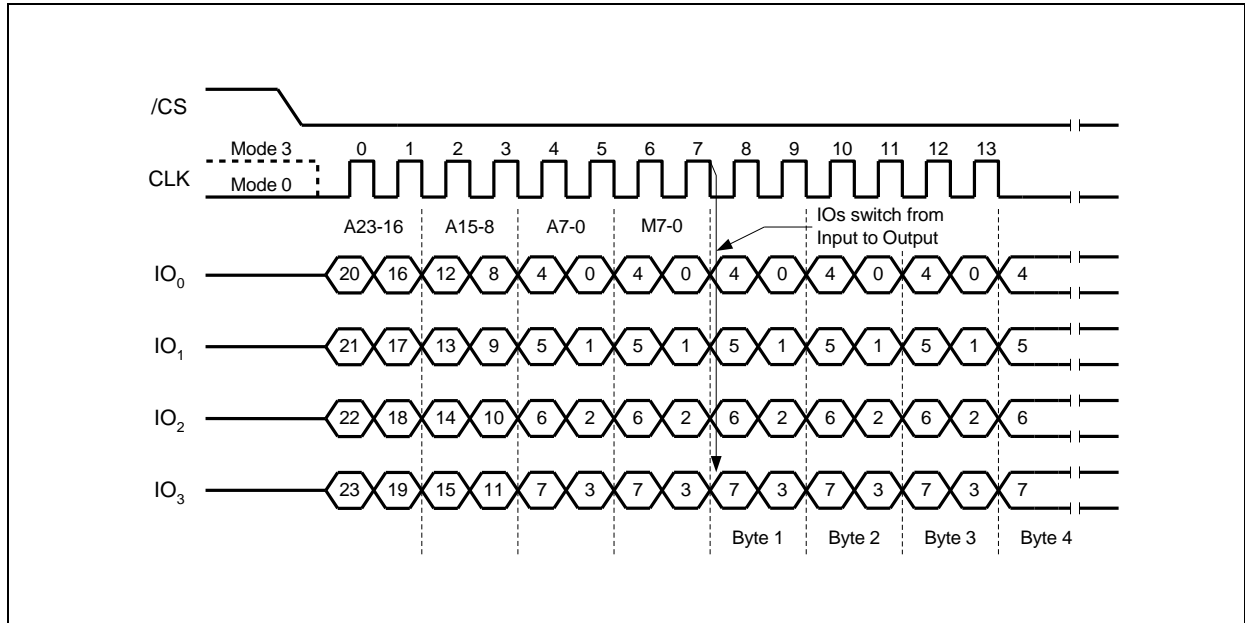 /CS
Mode 3
0 1 2 3 4 5 6 7 8 9 10 11 12 13
CLK
Mode 0
A23-16 A15-8 A7-0 M7-0
IOs switch from
Input to Output
IO0 20 16 12 8 4 0 4 0 4 0 4 0 4 0 4
IO1 21 17 13 9 5 1 5 1 5 1 5 1 5 1 5
IO2 22 18 14 10 6 2 6 2 6 2 6 2 6 2 6
IO3 23 19 15 11 7 3 7 3 7 3 7 3 7 3 7
Byte 1 Byte 2 Byte 3 Byte 4